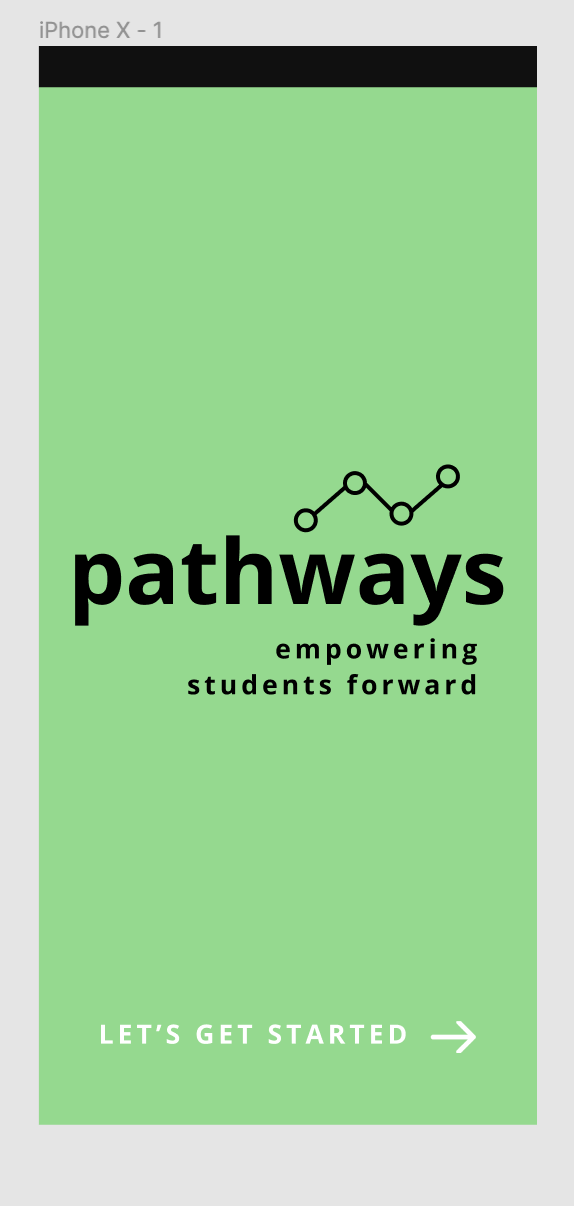 iPhone X - 1
pathways
empowering
students forward
LET’S GET STARTED